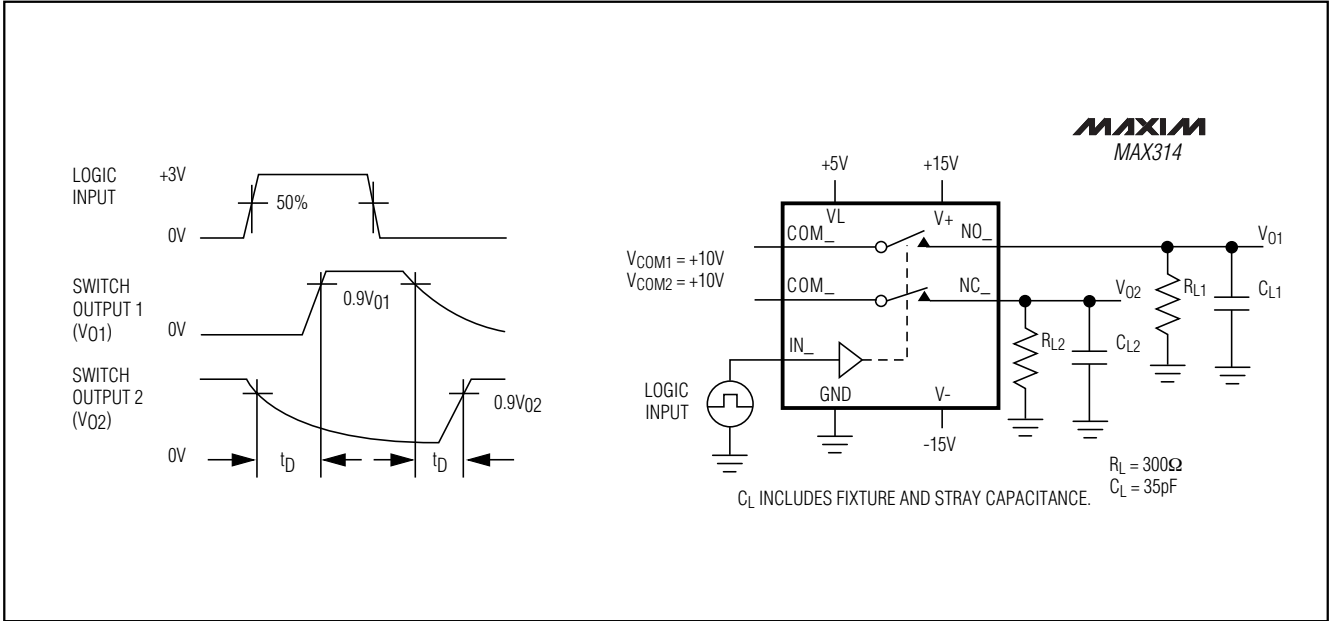 LOGIC
INPUT
+3V
50%
0V
SWITCH
OUTPUT 1
(VO1)
0.9V01
0V
SWITCH
OUTPUT 2
(VO2)
0.9V02
0V
tD
tD
MAXIM
MAX314
+5V
+15V
VL
V+
COM_
NO_
VO1
VCOM1 = +10V
VCOM2 = +10V
COM_
NC_
VO2
RL1
CL1
RL2
CL2
IN_
LOGIC
INPUT
GND
V-
-15V
RL = 300Ω
CL = 35pF
CL INCLUDES FIXTURE AND STRAY CAPACITANCE.